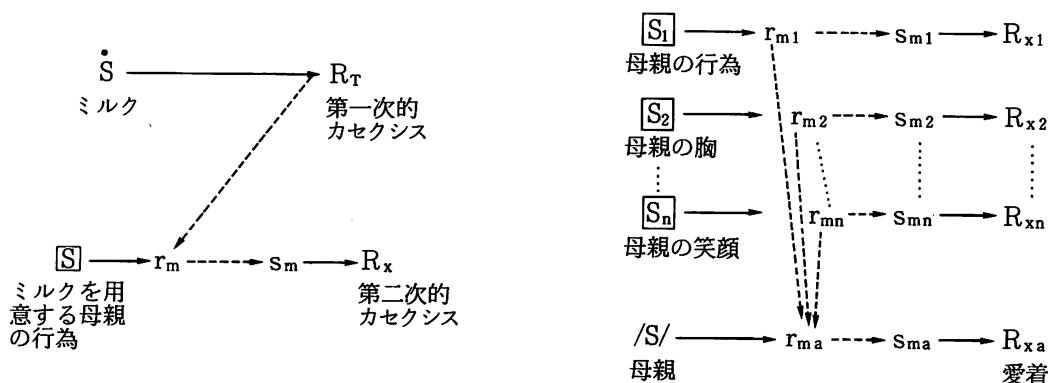 Ṡ R_T
ミルク 第一次的
カセクシス
S r_m s_m R_x
ミルクを用
意する母親
の行為
第二次的
カセクシス
S₁ r_m1 s_m1 R_x1
母親の行為
S₂ r_m2 s_m2 R_x2
母親の胸
S_n r_mn s_mn R_xn
母親の笑顔
/S/ r_ma s_ma R_xa
母親 愛着